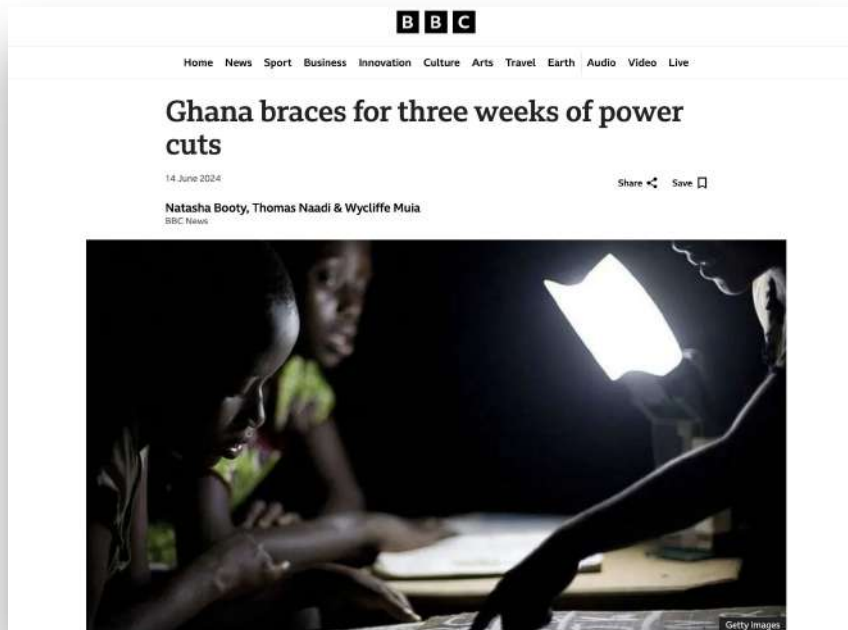 BBC
Home News Sport Business Innovation Culture Arts Travel Earth Audio Video Live
Ghana braces for three weeks of power
cuts
14 June 2024
Share Save
Natasha Booty, Thomas Naadi & Wycliffe Muia
BBC News
Getty Images